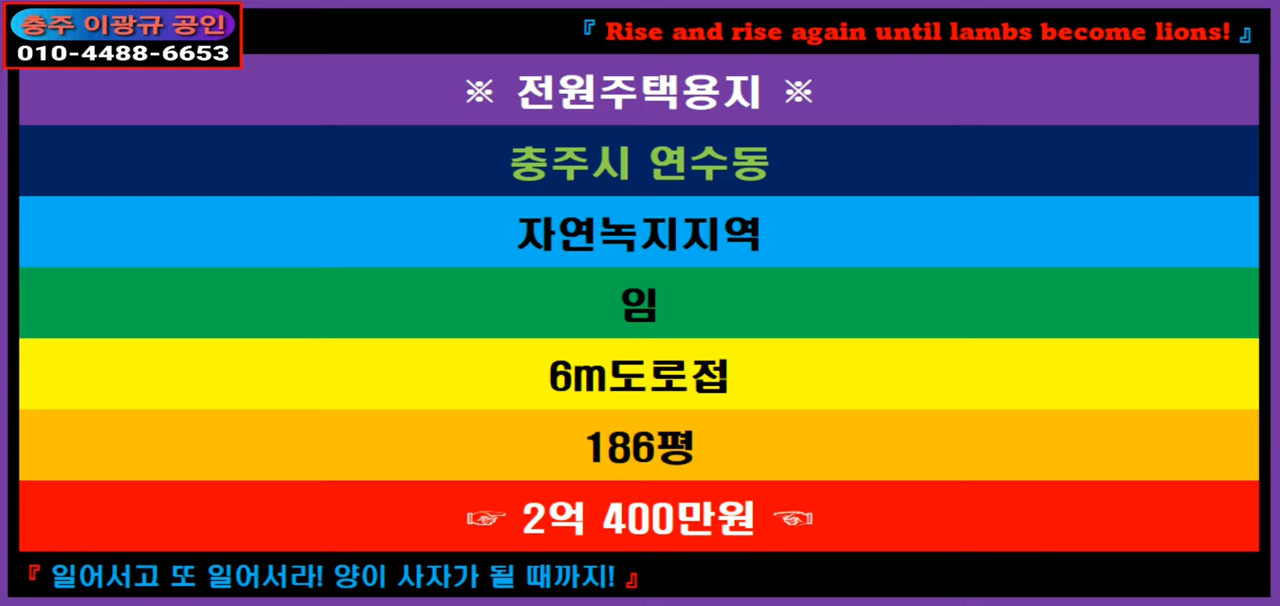 충주 이광규 공인
010-4488-6653
『 Rise and rise again until lambs become lions! 』
※ 전원주택용지 ※
충주시 연수동
자연녹지지역
임
6m도로접
186평
☞ 2억 400만원 ☜
『 일어서고 또 일어서라! 양이 사자가 될 때까지! 』